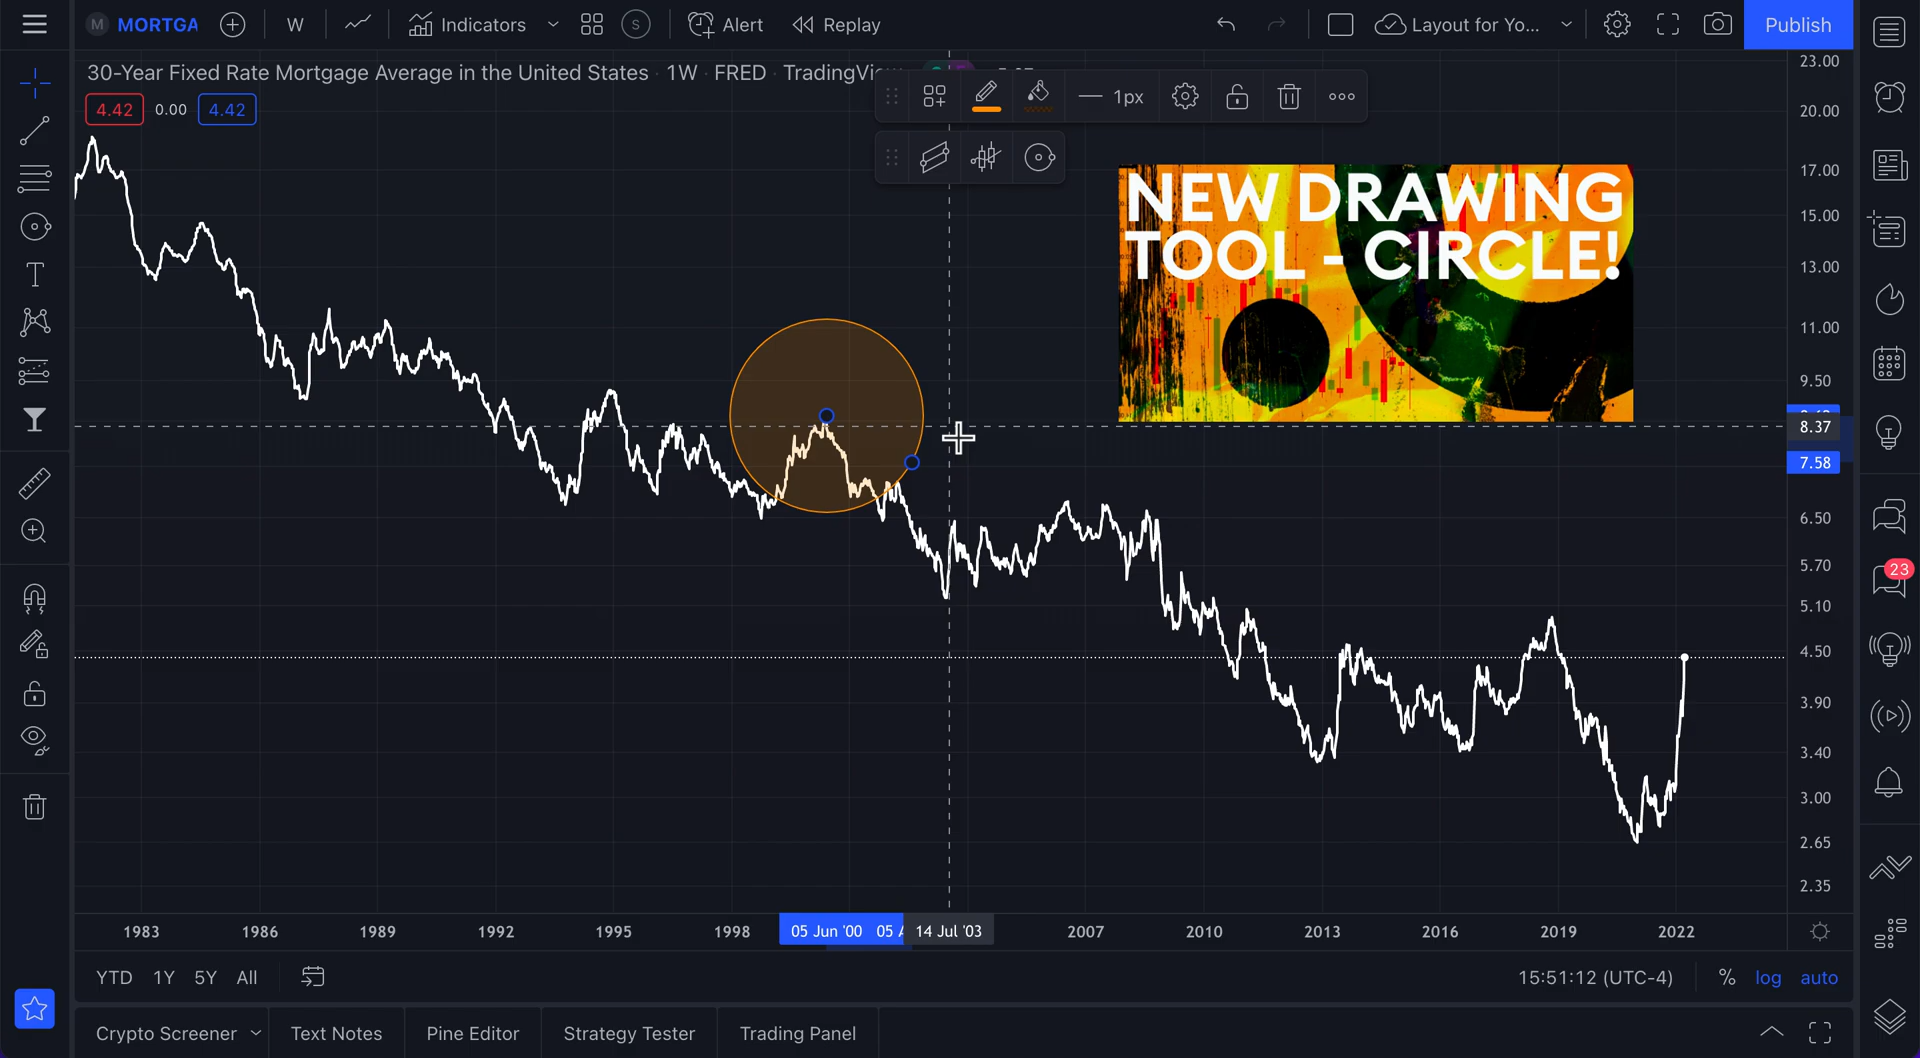 M MORTGA W Indicators S Alert Replay Layout for Yo... Publish
30-Year Fixed Rate Mortgage Average in the United States · 1W · FRED · TradingView
4.42 0.00 4.42
1px
NEW DRAWING
TOOL - CIRCLE!
23.00
20.00
17.00
15.00
13.00
11.00
9.50
8.37
7.58
6.50
5.70
5.10
4.50
3.90
3.40
3.00
2.65
2.35
23
1983 1986 1989 1992 1995 1998 05 Jun '00 05 14 Jul '03 2007 2010 2013 2016 2019 2022
YTD 1Y 5Y All 15:51:12 (UTC-4) % log auto
Crypto Screener Text Notes Pine Editor Strategy Tester Trading Panel